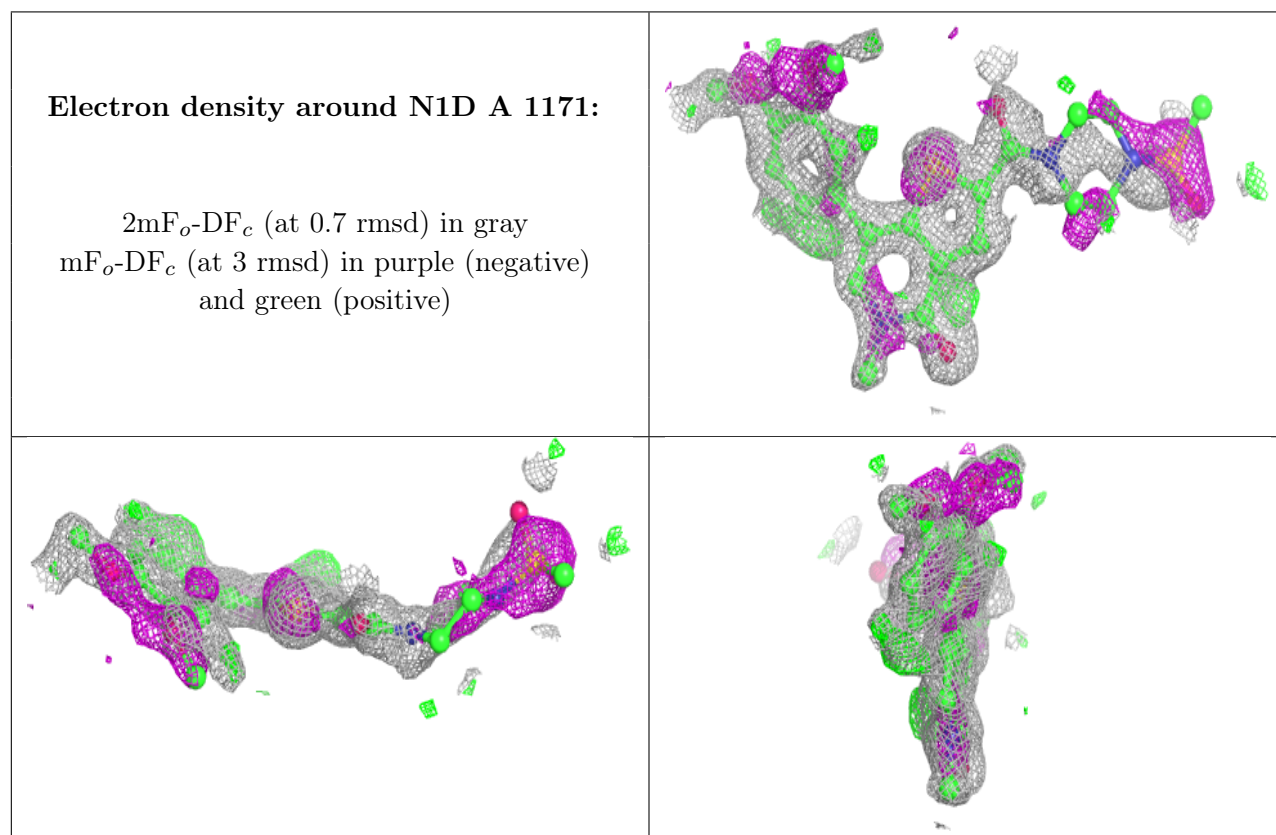 Electron density around N1D A 1171:
2mFo-DFc (at 0.7 rmsd) in gray
mFo-DFc (at 3 rmsd) in purple (negative)
and green (positive)